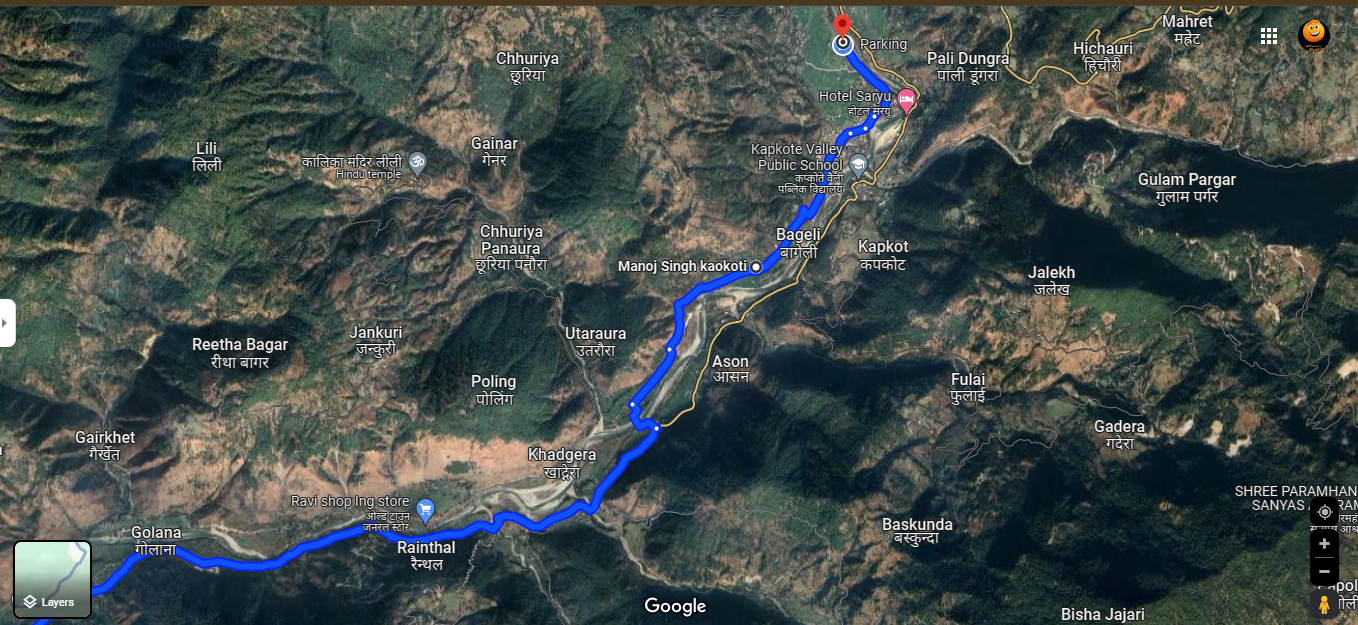 Mahret
मह्रेट
Parking
Hichauri
हिचौरी
Chhuriya
छूरिया
Pali Dungra
पाली डूंगरा
Hotel Saryu
होटल सरयू
Lili
लिली
कालिका मंदिर लीली
Hindu temple
Gainar
गेनर
Kapkote Valley
Public School
कपकोते वैली
पब्लिक विद्यालय
Gulam Pargar
गुलाम पर्गर
Chhuriya
Panaura
छूरिया पनौरा
Bageli
बागेली
Kapkot
कपकोट
Manoj Singh kaokoti
Jalekh
जलेख
Reetha Bagar
रीथा बागर
Jankuri
जन्कुरी
Utaraura
उतरौरा
Poling
पोलिंग
Ason
आसन
Fulai
फुलाई
Gairkhet
गैर्खेत
Gadera
गदेरा
Khadgera
खाद्गेरा
Ravi shop Ing store
ओल्ड टाउन
जनरल स्टोर
SHREE PARAMHAN
SANYAS
Golana
गोलाना
Rainthal
रैन्थल
Baskunda
बास्कुन्दा
Layers
Google
Bisha Jajari